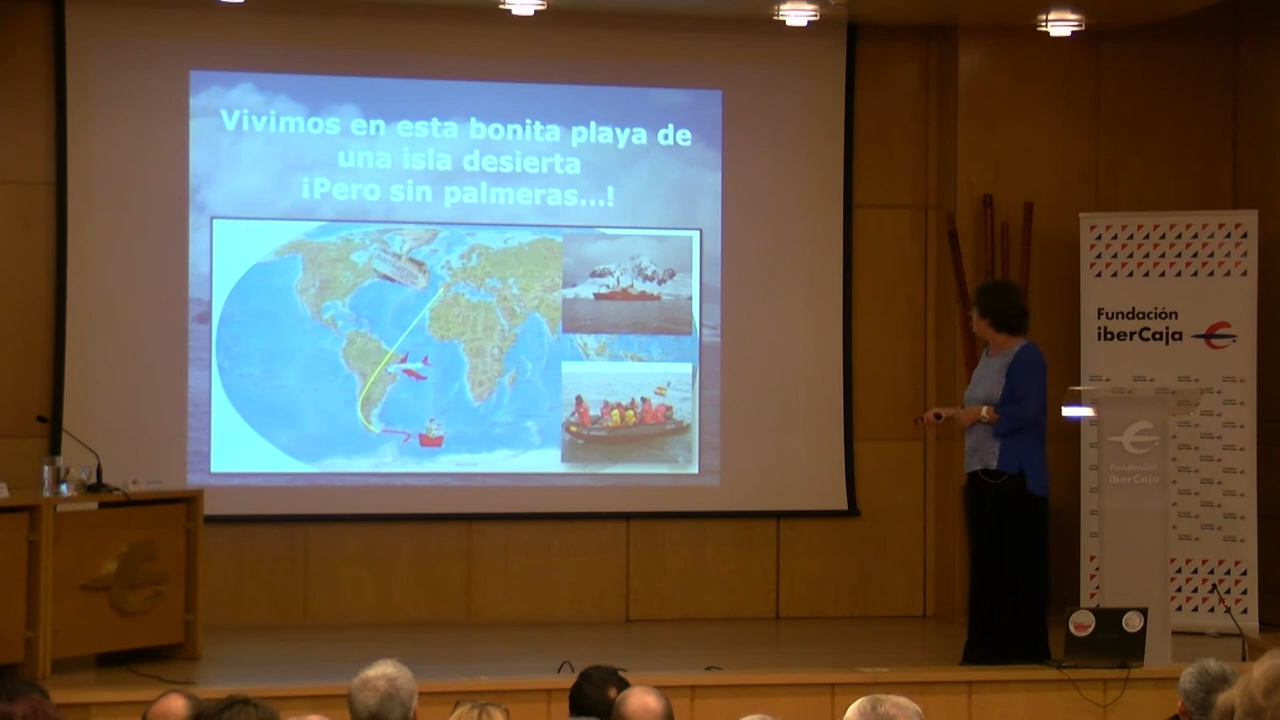 Vivimos en esta bonita playa de
una isla desierta
¡Pero sin palmeras...!
Fundación
iberCaja
Fundación
iberCaja